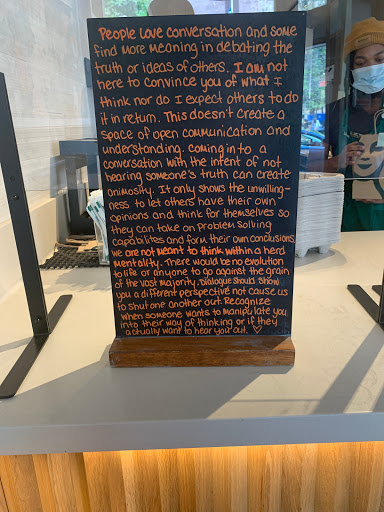 People Love conversation and some
find more meaning in debating the
truth or ideas of others. I am not
here to convince you of what I
think nor do I expect others to do
it in return. This doesn't create a
space of open communication and
understanding. coming into a
conversation with the intent of not
hearing someone's truth can create
animosity. It only shows the unwilling-
ness to let others have their own
opinions and think for themselves so
they can take on problem solving
capabilites and form their own conclusions.
we are not meant to think within a herd
mentality. There would be no evolution
to life or anyone to go against the grain
of the vast majority. Dialogue should show
you a different perspective not cause us
to shut one another out. Recognize
when someone wants to manipulate you
into their way of thinking or if they
actually want to hear you out. ♡